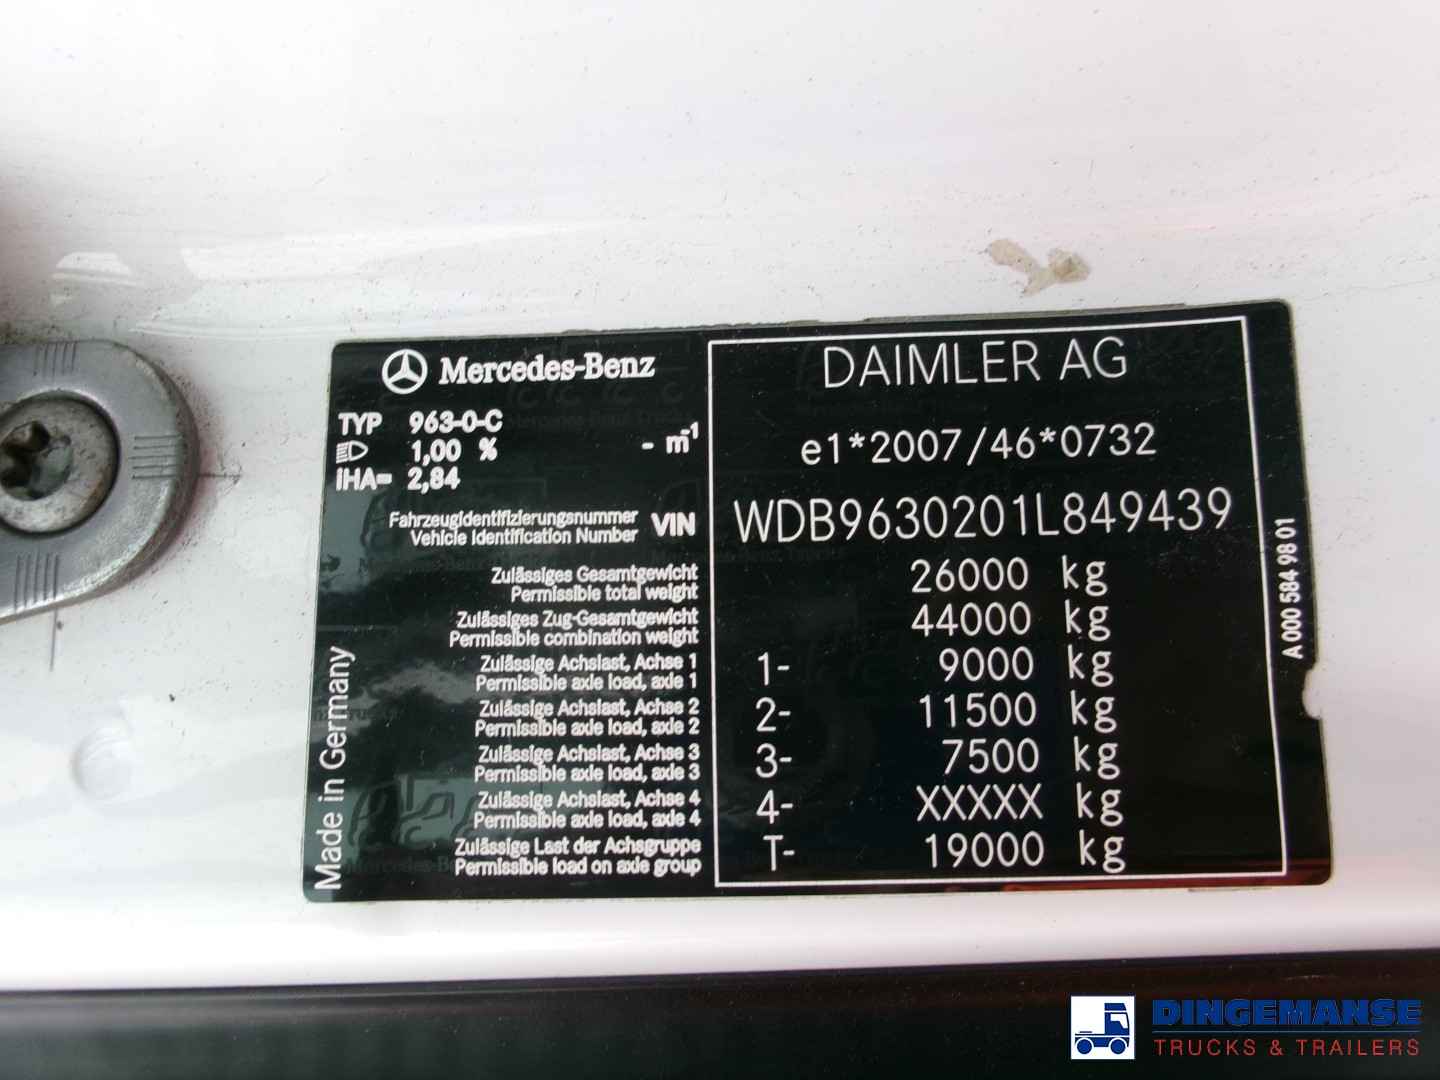 Mercedes-Benz
DAIMLER AG
TYP 963-0-C
1,00 % - m⁻¹
iHA= 2,84
e1*2007/46*0732
Fahrzeugidentifizierungsnummer
Vehicle Identification Number
VIN
WDB9630201L849439
Zulässiges Gesamtgewicht
Permissible total weight
26000 kg
Zulässiges Zug-Gesamtgewicht
Permissible combination weight
44000 kg
Zulässige Achslast, Achse 1
Permissible axle load, axle 1
1- 9000 kg
Zulässige Achslast, Achse 2
Permissible axle load, axle 2
2- 11500 kg
Zulässige Achslast, Achse 3
Permissible axle load, axle 3
3- 7500 kg
Zulässige Achslast, Achse 4
Permissible axle load, axle 4
4- XXXXX kg
Zulässige Last der Achsgruppe
Permissible load on axle group
T- 19000 kg
Made in Germany
A 000 584 98 01
DINGEMANSE
TRUCKS & TRAILERS